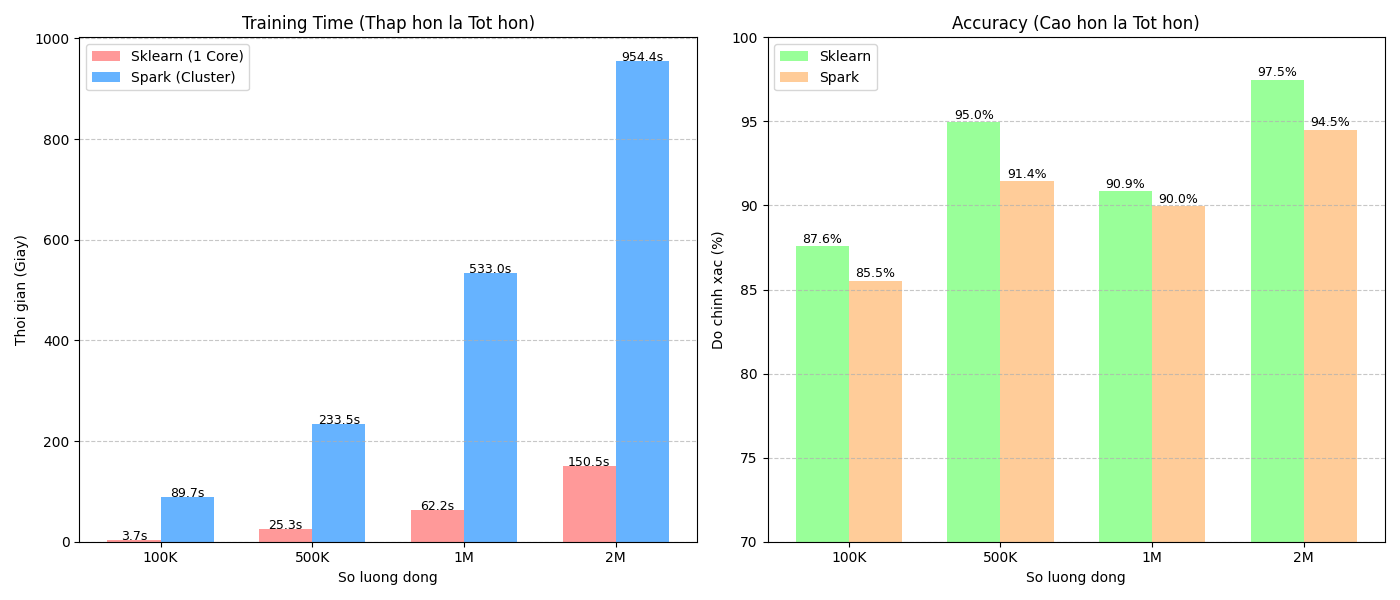 Training Time (Thap hon la Tot hon)
Sklearn (1 Core)
Spark (Cluster)
Thoi gian (Giay)
1000
800
600
400
200
0
3.7s
89.7s
25.3s
233.5s
62.2s
533.0s
150.5s
954.4s
100K
500K
1M
2M
So luong dong
Accuracy (Cao hon la Tot hon)
Sklearn
Spark
Do chinh xac (%)
100
95
90
85
80
75
70
87.6%
85.5%
95.0%
91.4%
90.9%
90.0%
97.5%
94.5%
100K
500K
1M
2M
So luong dong